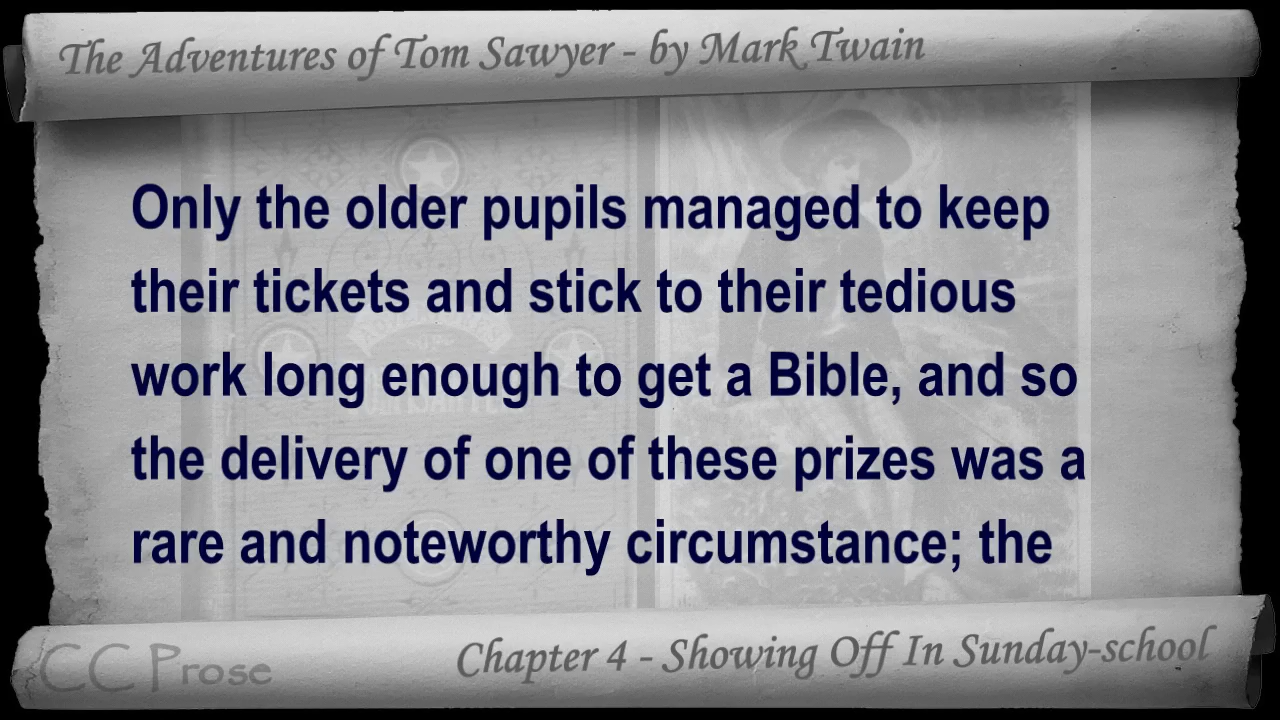 The Adventures of Tom Sawyer - by Mark Twain
Only the older pupils managed to keep
their tickets and stick to their tedious
work long enough to get a Bible, and so
the delivery of one of these prizes was a
rare and noteworthy circumstance; the
CC Prose
Chapter 4 - Showing Off In Sunday-school